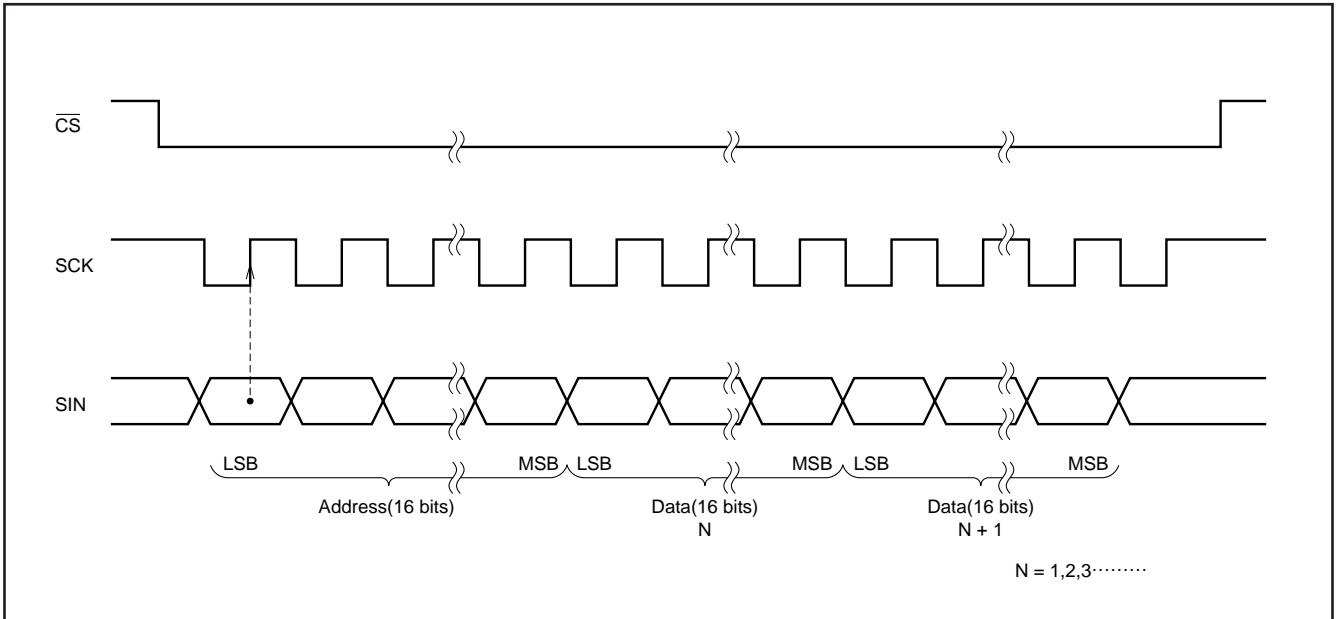 C̅S̅
SCK
SIN
LSB MSB LSB MSB LSB MSB
Address(16 bits) Data(16 bits) Data(16 bits)
N N + 1
N = 1,2,3·········